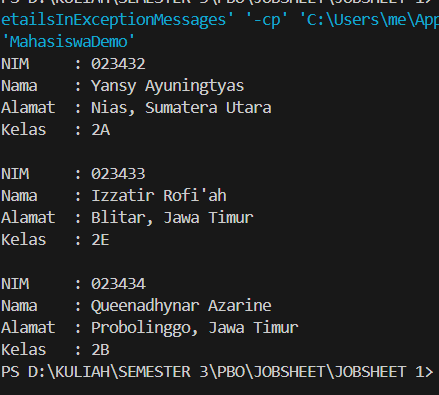 PS D:\KULIAH\SEMESTER 3\PBO\JOBSHEET\JOBSHEET 1>
etailsInExceptionMessages' '-cp' 'C:\Users\me\App
'MahasiswaDemo'
NIM     : 023432
Nama    : Yansy Ayuningtyas
Alamat  : Nias, Sumatera Utara
Kelas   : 2A

NIM     : 023433
Nama    : Izzatir Rofi'ah
Alamat  : Blitar, Jawa Timur
Kelas   : 2E

NIM     : 023434
Nama    : Queenadhynar Azarine
Alamat  : Probolinggo, Jawa Timur
Kelas   : 2B
PS D:\KULIAH\SEMESTER 3\PBO\JOBSHEET\JOBSHEET 1>